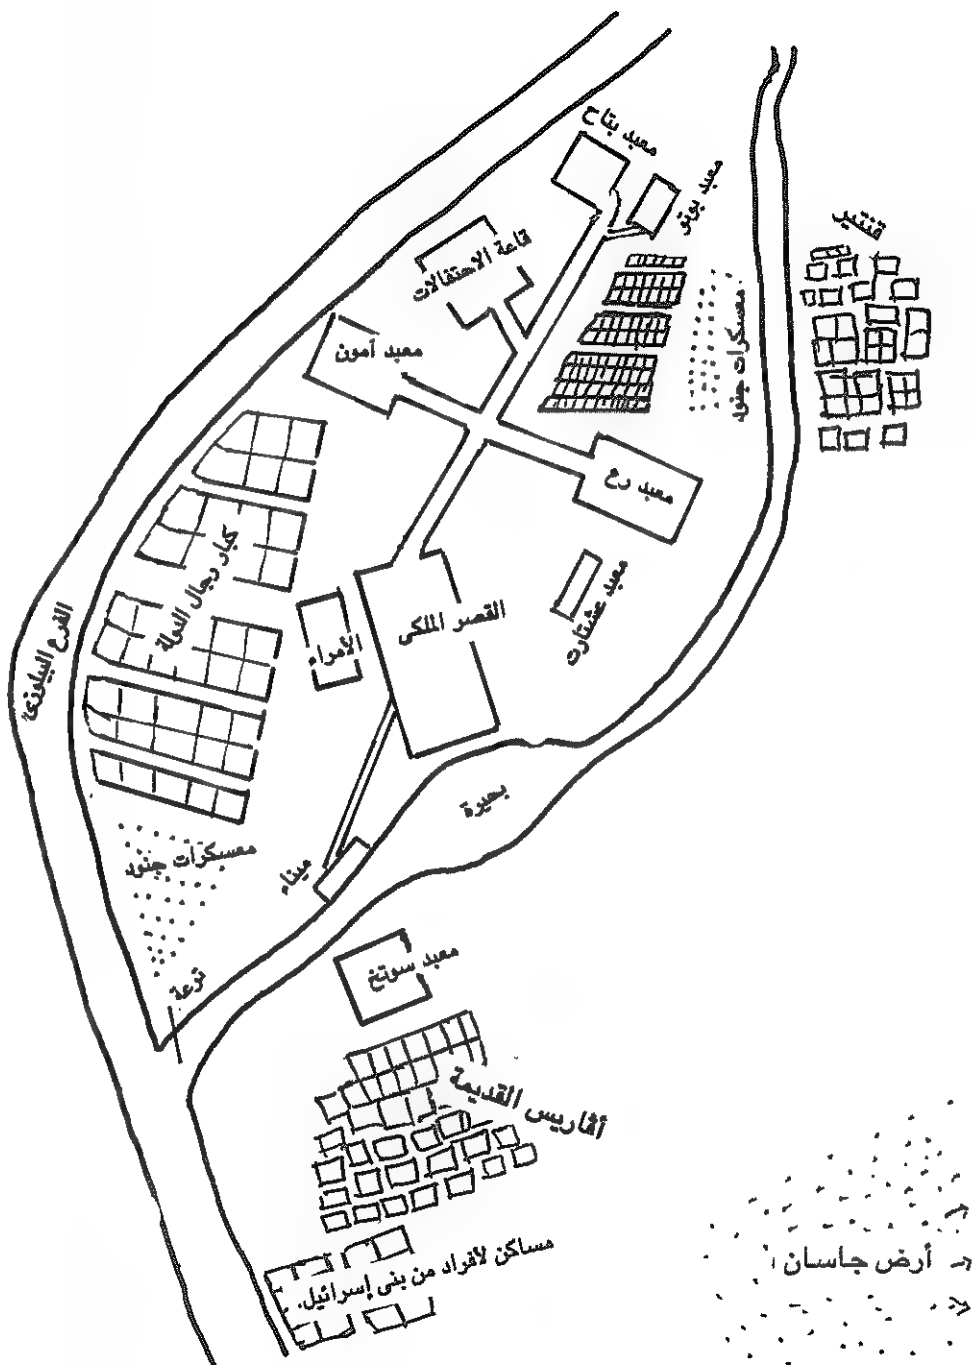 معبد بتاح
معبد بوتو
قنتير
قاعة الاحتفالات
معسكرات جنود
معبد آمون
معبد رع
كبار رجال الدولة
معبد عشتارت
القصر الملكى
الأمراء
الفرع البيلوزى
بحيرة
معسكرات جنود
ميناء
معبد سوتخ
ترعة
أڤاريس القديمة
مساكن لأفراد من بنى إسرائيل.
أرض جاسان